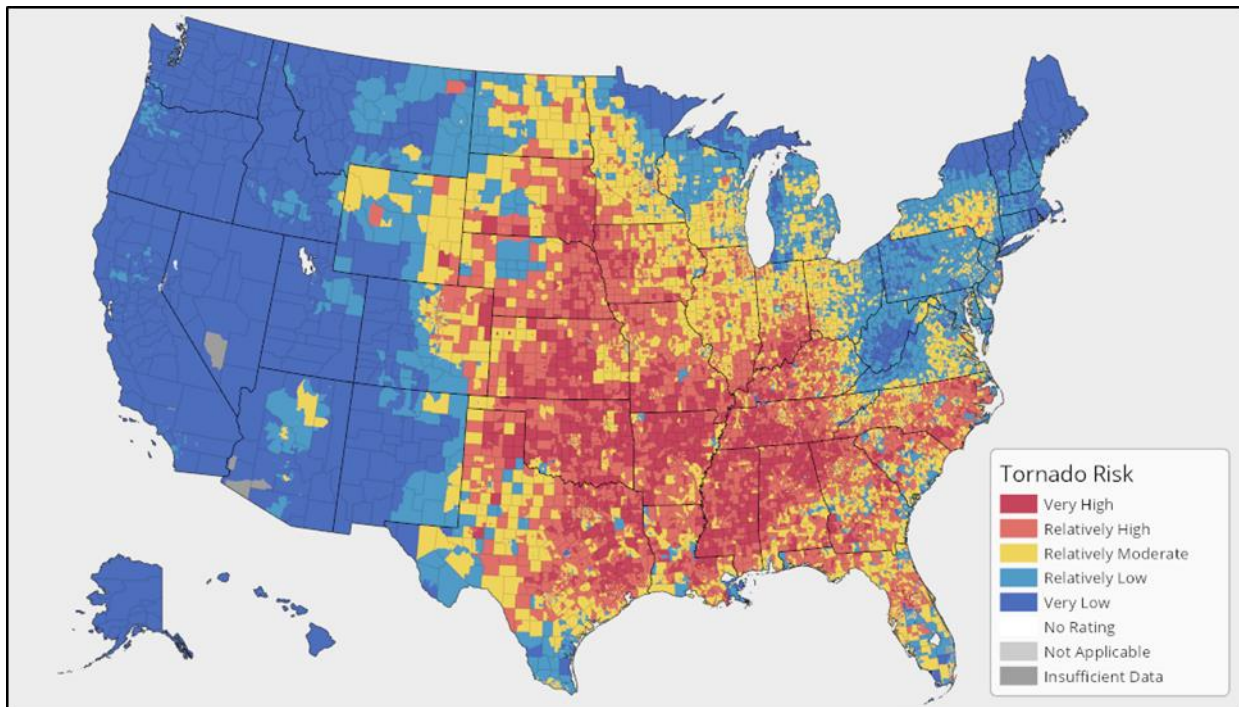 Tornado Risk
Very High
Relatively High
Relatively Moderate
Relatively Low
Very Low
No Rating
Not Applicable
Insufficient Data